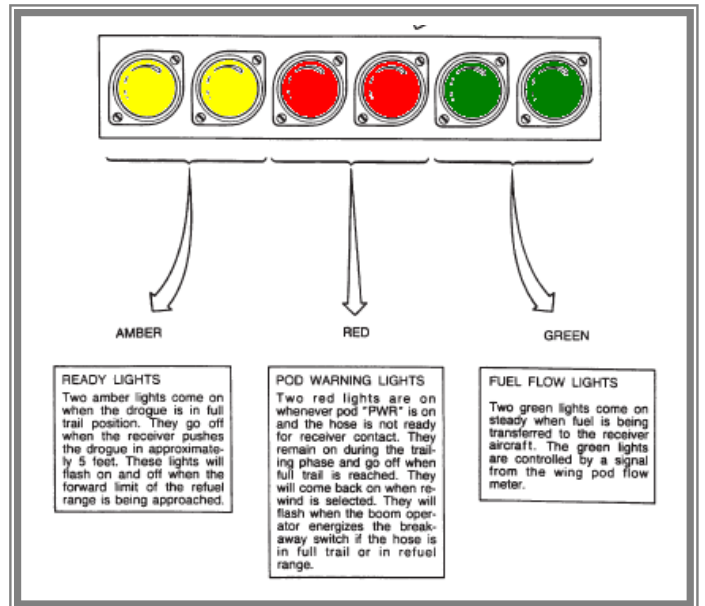 AMBER
RED
GREEN
READY LIGHTS
Two amber lights come on
when the drogue is in full
trail position. They go off
when the receiver pushes
the drogue in approximate-
ly 5 feet. These lights will
flash on and off when the
forward limit of the refuel
range is being approached.
POD WARNING LIGHTS
Two red lights are on
whenever pod "PWR" is on
and the hose is not ready
for receiver contact. They
remain on during the trail-
ing phase and go off when
full trail is reached. They
will come back on when re-
wind is selected. They will
flash when the boom oper-
ator energizes the break-
away switch if the hose is
in full trail or in refuel
range.
FUEL FLOW LIGHTS
Two green lights come on
steady when fuel is being
transferred to the receiver
aircraft. The green lights
are controlled by a signal
from the wing pod flow
meter.